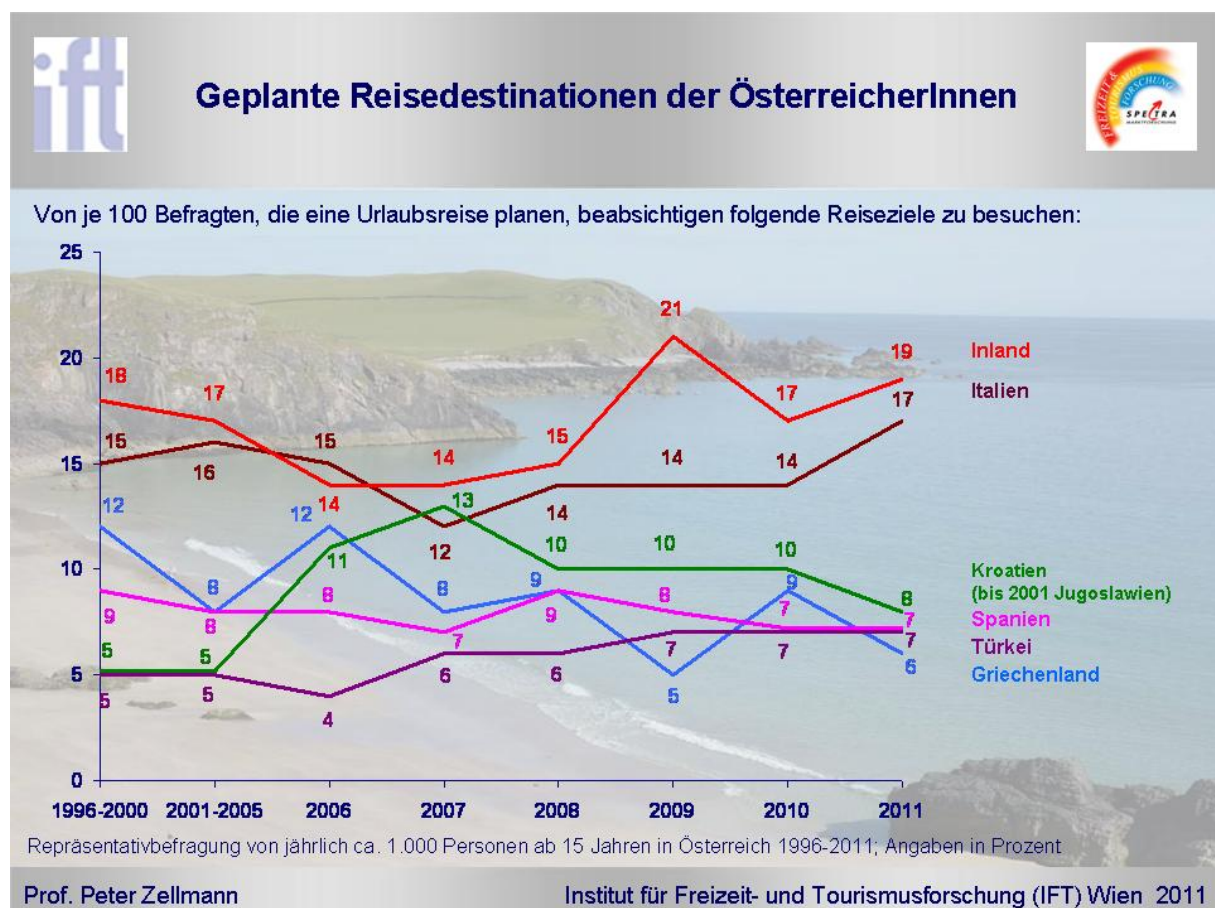 ift
Geplante Reisedestinationen der ÖsterreicherInnen
FREIZEIT &
TOURISMUS
FORSCHUNG
SPECTRA
MARKTFORSCHUNG
Von je 100 Befragten, die eine Urlaubsreise planen, beabsichtigen folgende Reiseziele zu besuchen:
25
20
15
10
5
0
18 17 14 14 15 21 17 19
15 16 15 12 14 14 14 17
5 5 11 13 10 10 10 8
9 8 8 7 9 8 7 7
5 5 4 6 6 7 7 7
12 8 12 8 9 5 9 6
Inland
Italien
Kroatien
(bis 2001 Jugoslawien)
Spanien
Türkei
Griechenland
1996-2000 2001-2005 2006 2007 2008 2009 2010 2011
Repräsentativbefragung von jährlich ca. 1.000 Personen ab 15 Jahren in Österreich 1996-2011; Angaben in Prozent
Prof. Peter Zellmann Institut für Freizeit- und Tourismusforschung (IFT) Wien 2011